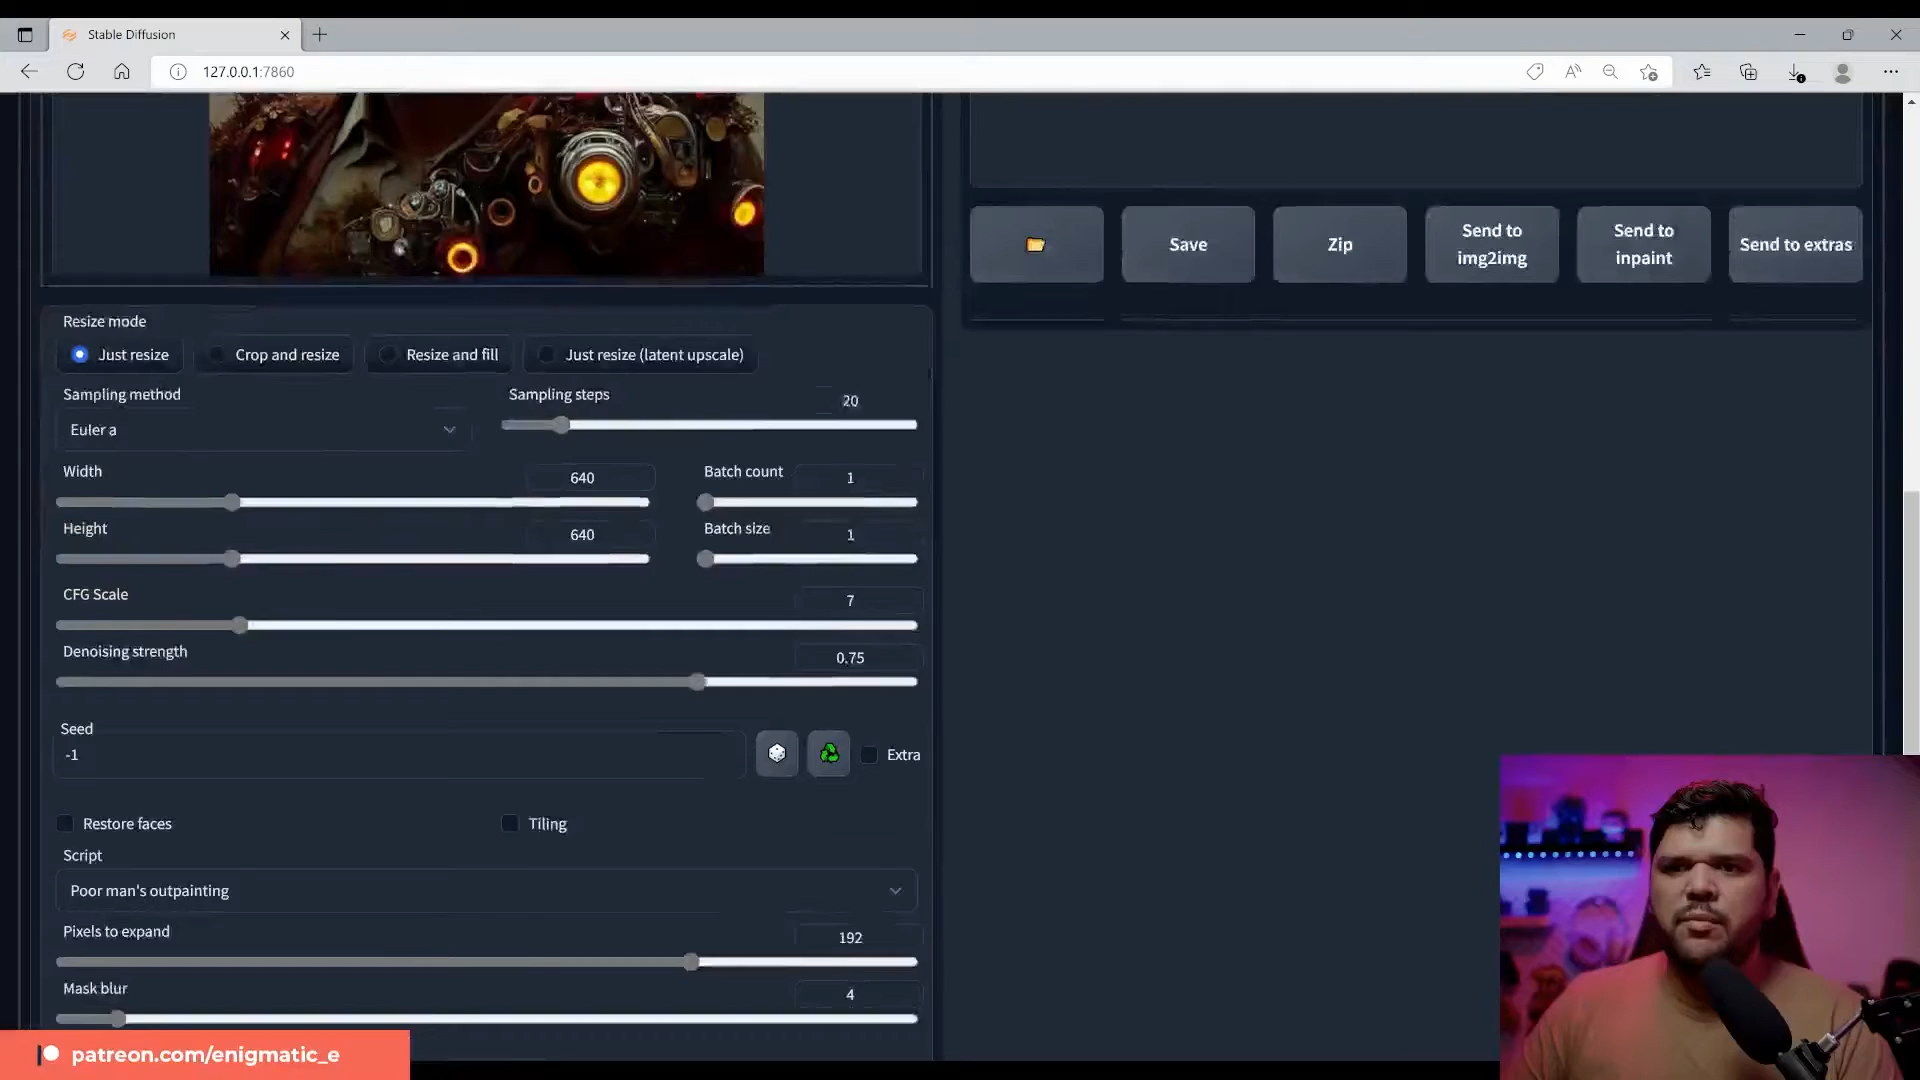 Stable Diffusion
127.0.0.1:7860
Save
Zip
Send to
img2img
Send to
inpaint
Send to extras
Resize mode
Just resize
Crop and resize
Resize and fill
Just resize (latent upscale)
Sampling method
Sampling steps
20
Euler a
Width
640
Batch count
1
Height
640
Batch size
1
CFG Scale
7
Denoising strength
0.75
Seed
-1
Extra
Restore faces
Tiling
Script
Poor man's outpainting
Pixels to expand
192
Mask blur
4
patreon.com/enigmatic_e